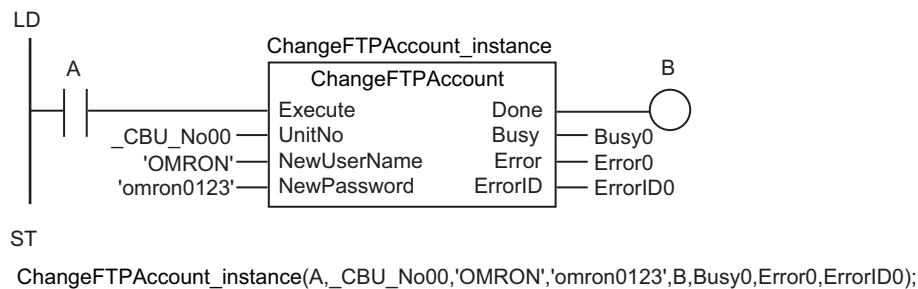 LD
ChangeFTPAccount_instance
A
ChangeFTPAccount
B
Execute Done
_CBU_No00 UnitNo Busy Busy0
'OMRON' NewUserName Error Error0
'omron0123' NewPassword ErrorID ErrorID0
ST
ChangeFTPAccount_instance(A,_CBU_No00,'OMRON','omron0123',B,Busy0,Error0,ErrorID0);